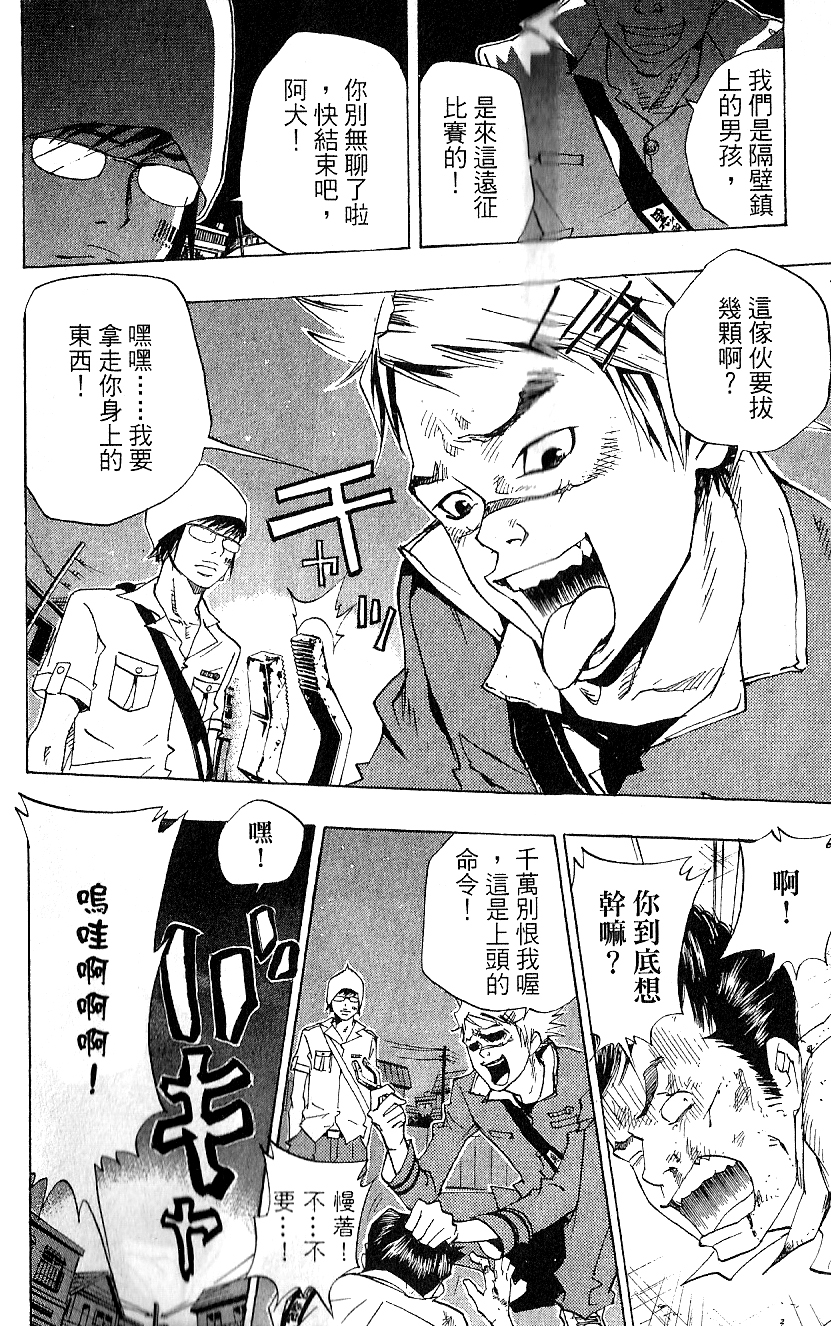 我們是隔壁鎮
上的男孩，
是來這遠征
比賽的！
你別無聊了啦
，快結束吧，
阿犬！
這傢伙要拔
幾顆啊？
嘿嘿……我要
拿走你身上的
東西！
千ャ
啊！
你到底想
幹嘛？
千萬別恨我喔
，這是上頭的
命令！
慢著！
不…不
要…！
嘿！
ブチャ
嗚哇啊啊啊！